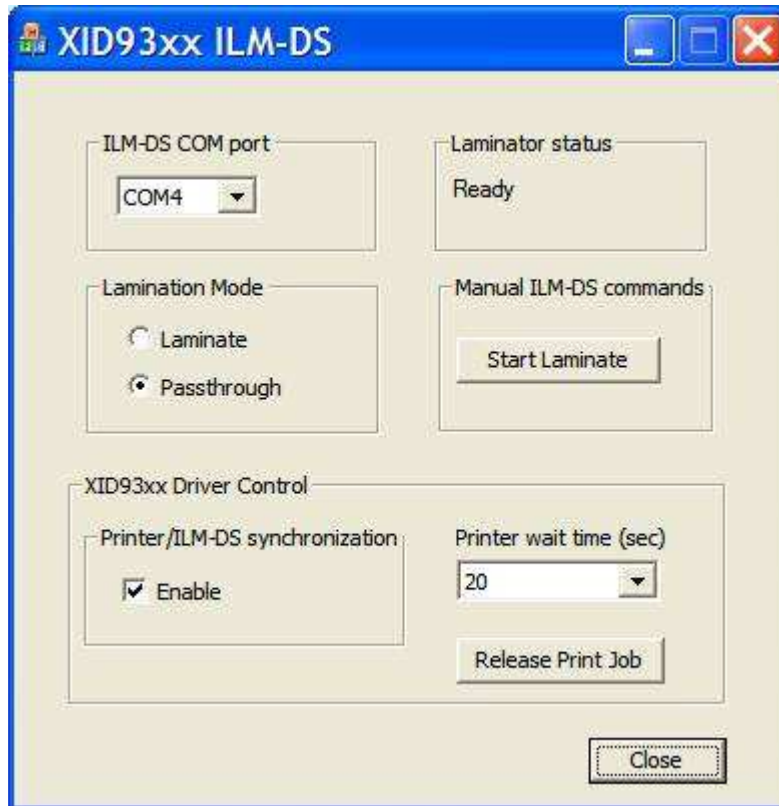 XID93xx ILM-DS
ILM-DS COM port
COM4
Laminator status
Ready
Lamination Mode
Laminate
Passthrough
Manual ILM-DS commands
Start Laminate
XID93xx Driver Control
Printer/ILM-DS synchronization
Enable
Printer wait time (sec)
20
Release Print Job
Close